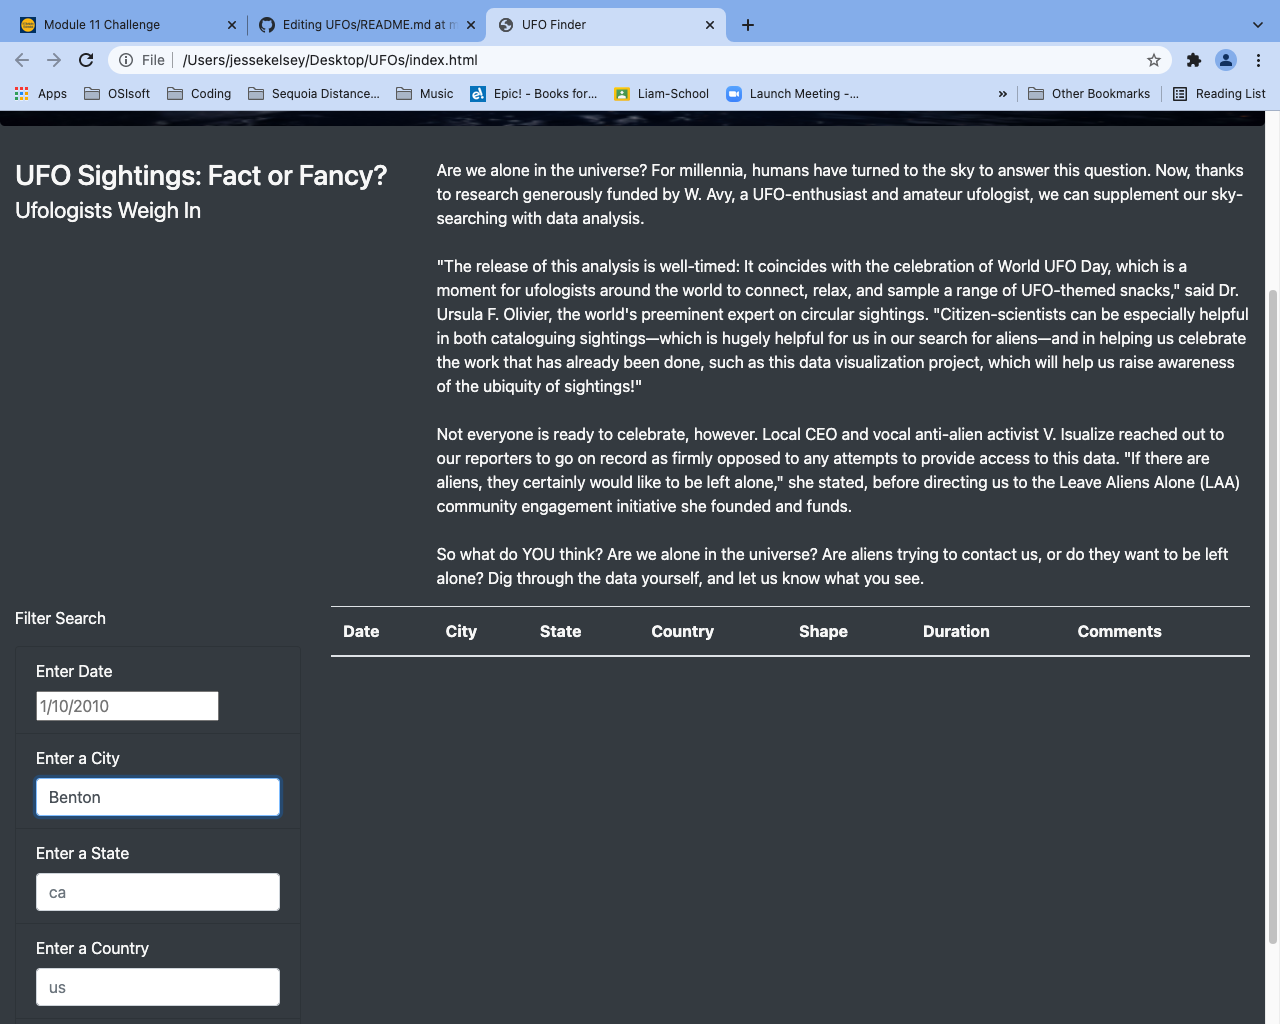 Module 11 Challenge
Editing UFOs/README.md at m
UFO Finder
File
/Users/jessekelsey/Desktop/UFOs/index.html
Apps
OSIsoft
Coding
Sequoia Distance...
Music
Epic! - Books for...
Liam-School
Launch Meeting -...
»
Other Bookmarks
Reading List
UFO Sightings: Fact or Fancy?
Ufologists Weigh In
Are we alone in the universe? For millennia, humans have turned to the sky to answer this question. Now, thanks
to research generously funded by W. Avy, a UFO-enthusiast and amateur ufologist, we can supplement our sky-
searching with data analysis.
"The release of this analysis is well-timed: It coincides with the celebration of World UFO Day, which is a
moment for ufologists around the world to connect, relax, and sample a range of UFO-themed snacks," said Dr.
Ursula F. Olivier, the world's preeminent expert on circular sightings. "Citizen-scientists can be especially helpful
in both cataloguing sightings—which is hugely helpful for us in our search for aliens—and in helping us celebrate
the work that has already been done, such as this data visualization project, which will help us raise awareness
of the ubiquity of sightings!"
Not everyone is ready to celebrate, however. Local CEO and vocal anti-alien activist V. Isualize reached out to
our reporters to go on record as firmly opposed to any attempts to provide access to this data. "If there are
aliens, they certainly would like to be left alone," she stated, before directing us to the Leave Aliens Alone (LAA)
community engagement initiative she founded and funds.
So what do YOU think? Are we alone in the universe? Are aliens trying to contact us, or do they want to be left
alone? Dig through the data yourself, and let us know what you see.
Filter Search
Enter Date
1/10/2010
Enter a City
Benton
Enter a State
ca
Enter a Country
us
Date City State Country Shape Duration Comments